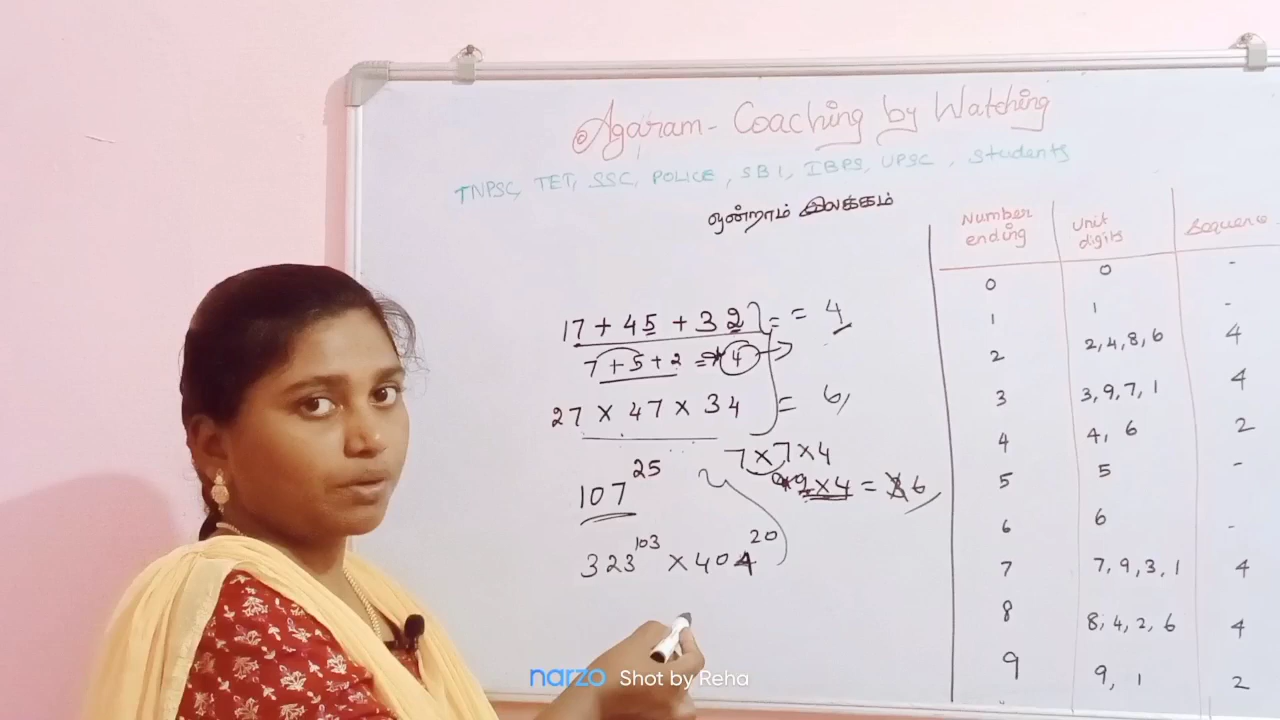 Agaram - Coaching by Watching
TNPSC, TET, SSC, POLICE, SBI, IBPS, UPSC, Students
ஒன்றாம் இலக்கம்
17 + 45 + 32 = = 4
7 + 5 + 2 = 4
27 × 47 × 34 = 6,
7 × 7 × 4
2 × 4 = 6
107^25
323^103 × 404^20
Number ending Unit digits Sequence
0 0 -
1 1 -
2 2, 4, 8, 6 4
3 3, 9, 7, 1 4
4 4, 6 2
5 5 -
6 6 -
7 7, 9, 3, 1 4
8 8, 4, 2, 6 4
9 9, 1 2
narzo Shot by Reha